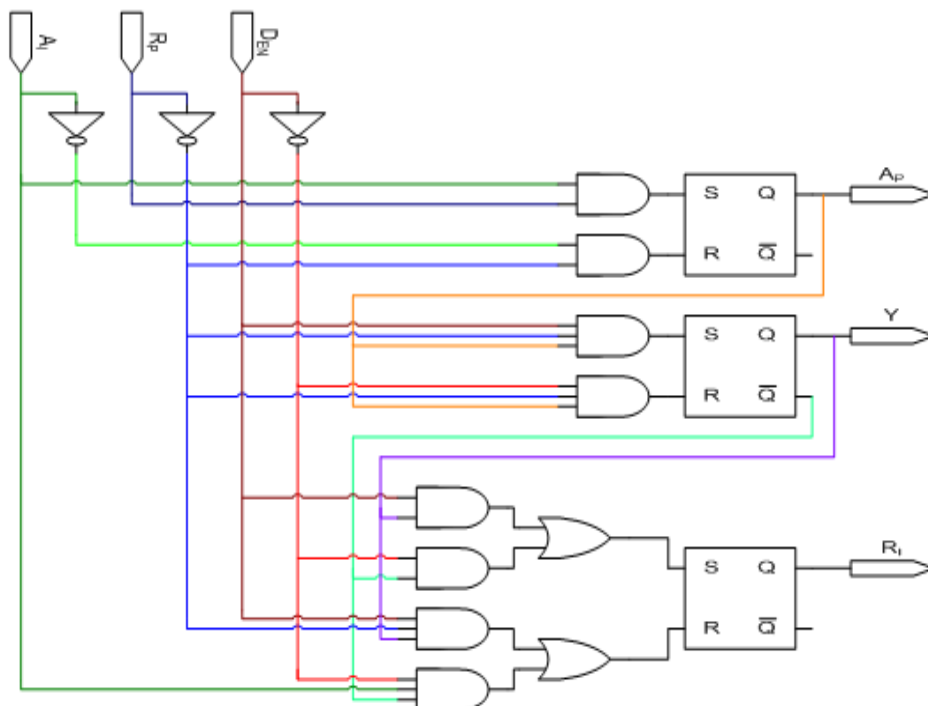 A_I
R_P
D_EN
S Q
A_P
R Q̅
S Q
Y
R Q̅
S Q
R_I
R Q̅